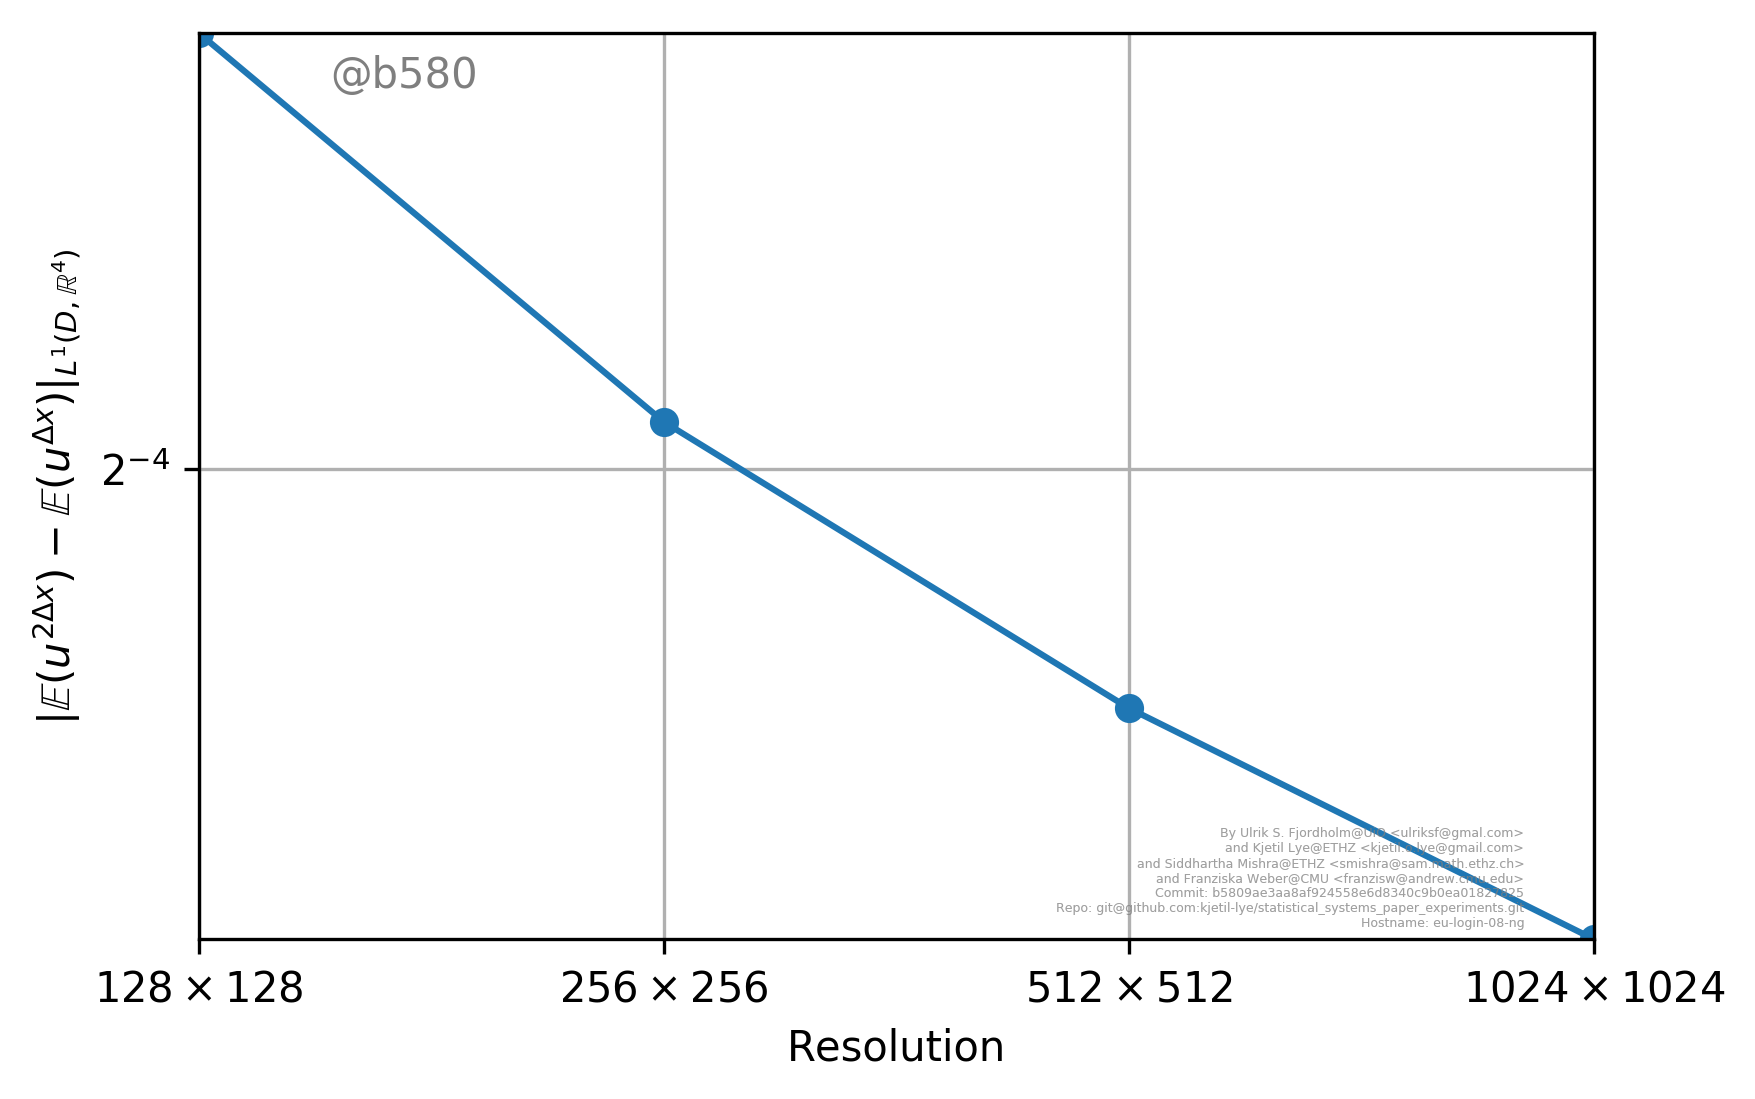 @b580
|𝔼(u^{2Δx}) − 𝔼(u^{Δx})|_{L^1(D, ℝ^4)}
2^{−4}
By Ulrik S. Fjordholm@UiO <ulriksf@gmal.com>
and Kjetil Lye@ETHZ <kjetil.o.lye@gmail.com>
and Siddhartha Mishra@ETHZ <smishra@sam.math.ethz.ch>
and Franziska Weber@CMU <franzisw@andrew.cmu.edu>
Commit:
Repo: git@github.com:kjetil-lye/statistical_systems_paper_experiments.git
Hostname: eu-login-08-ng
128 × 128 256 × 256 512 × 512 1024 × 1024
Resolution